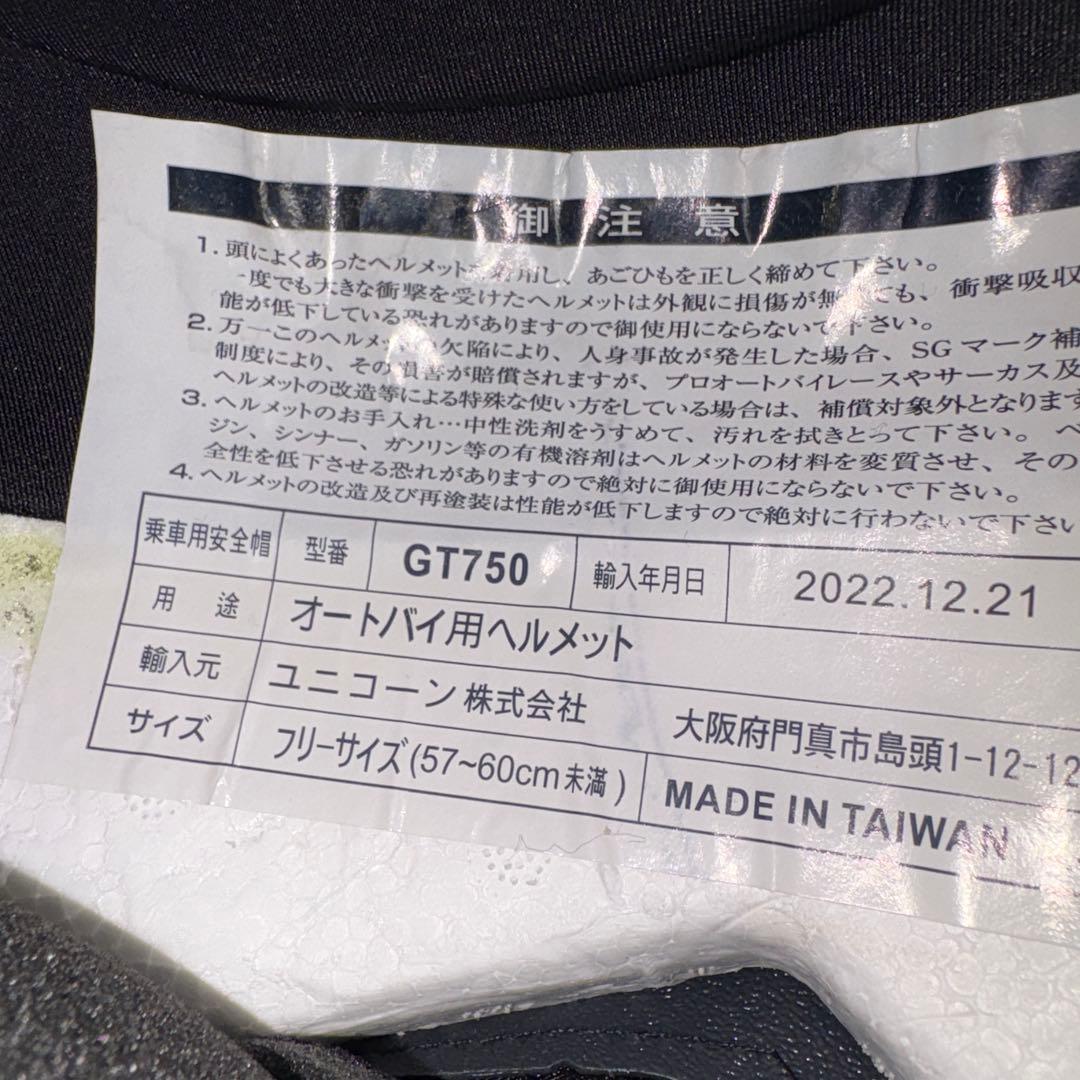 御 注 意
1. 頭によくあったヘルメットを着用し、あごひもを正しく締めて下さい。
一度でも大きな衝撃を受けたヘルメットは外観に損傷が無くても、衝撃吸収
能が低下している恐れがありますので御使用にならないで下さい。
2. 万一このヘルメットの欠陥により、人身事故が発生した場合、SGマーク補
制度により、その損害が賠償されますが、プロオートバイレースやサーカス及
ヘルメットの改造等による特殊な使い方をしている場合は、補償対象外となります
3. ヘルメットのお手入れ…中性洗剤をうすめて、汚れを拭きとって下さい。ベ
ジン、シンナー、ガソリン等の有機溶剤はヘルメットの材料を変質させ、その
全性を低下させる恐れがありますので絶対に御使用にならないで下さい。
4. ヘルメットの改造及び再塗装は性能が低下しますので絶対に行わないで下さい
乗車用安全帽 型番 GT750 輸入年月日 2022.12.21
用 途 オートバイ用ヘルメット
輸入元 ユニコーン株式会社 大阪府門真市島頭1-12-12
サイズ フリーサイズ(57~60cm未満) MADE IN TAIWAN